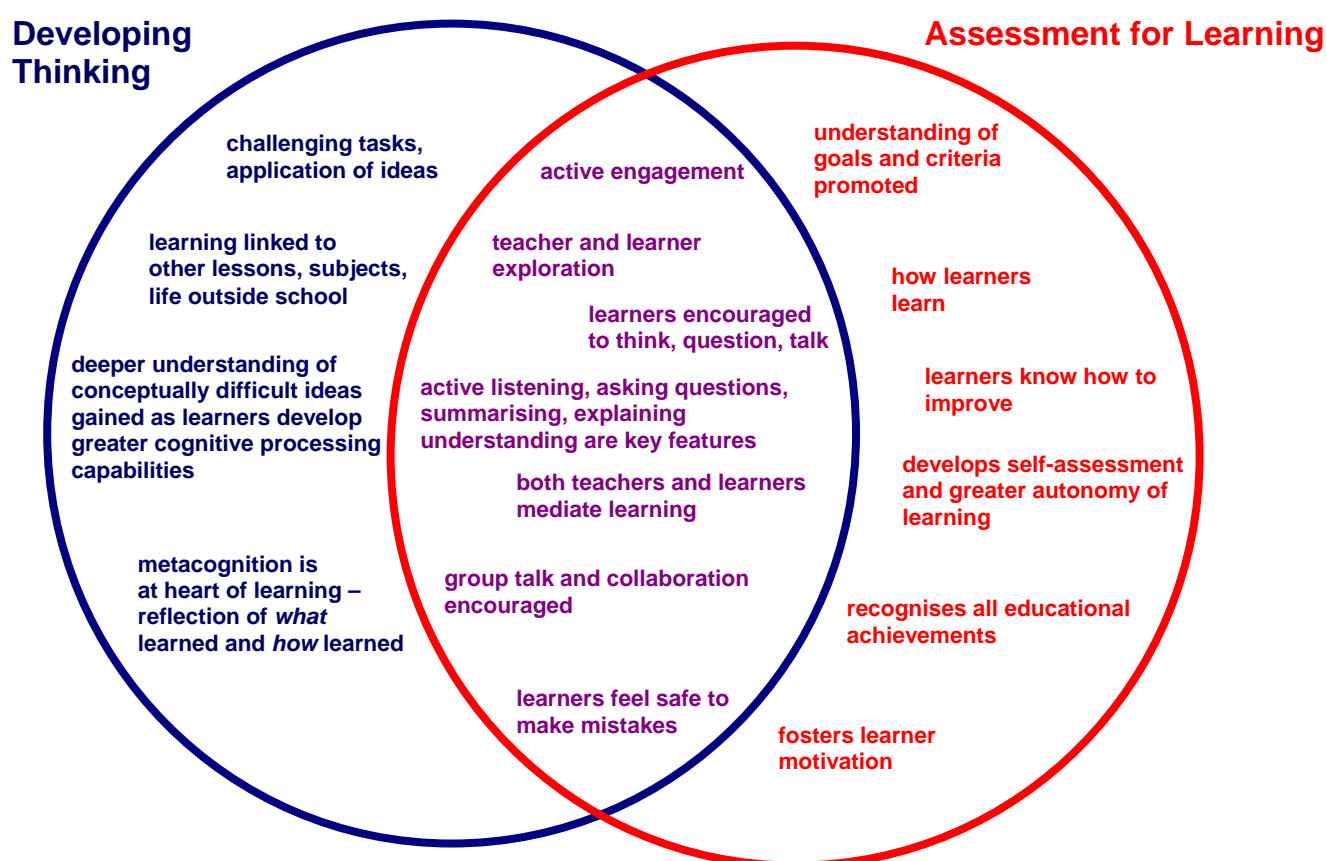 Developing
Thinking
Assessment for Learning
challenging tasks,
application of ideas
learning linked to
other lessons, subjects,
life outside school
deeper understanding of
conceptually difficult ideas
gained as learners develop
greater cognitive processing
capabilities
metacognition is
at heart of learning –
reflection of what
learned and how learned
active engagement
teacher and learner
exploration
learners encouraged
to think, question, talk
active listening, asking questions,
summarising, explaining
understanding are key features
both teachers and learners
mediate learning
group talk and collaboration
encouraged
learners feel safe to
make mistakes
understanding of
goals and criteria
promoted
how learners
learn
learners know how to
improve
develops self-assessment
and greater autonomy of
learning
recognises all educational
achievements
fosters learner
motivation